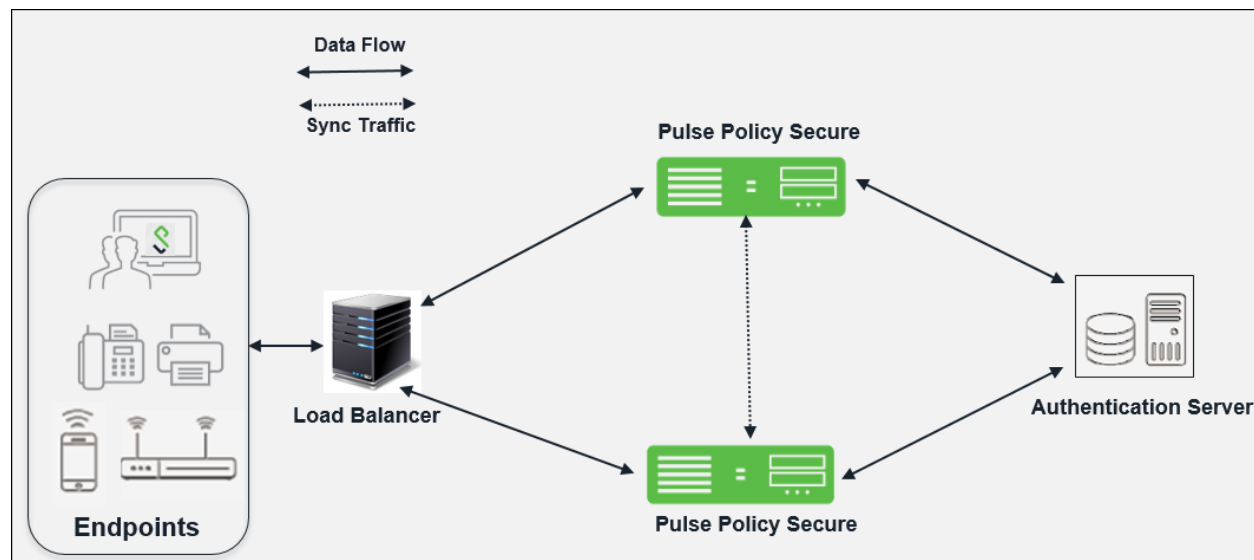 Data Flow
Sync Traffic
Pulse Policy Secure
Load Balancer
Authentication Server
Endpoints
Pulse Policy Secure